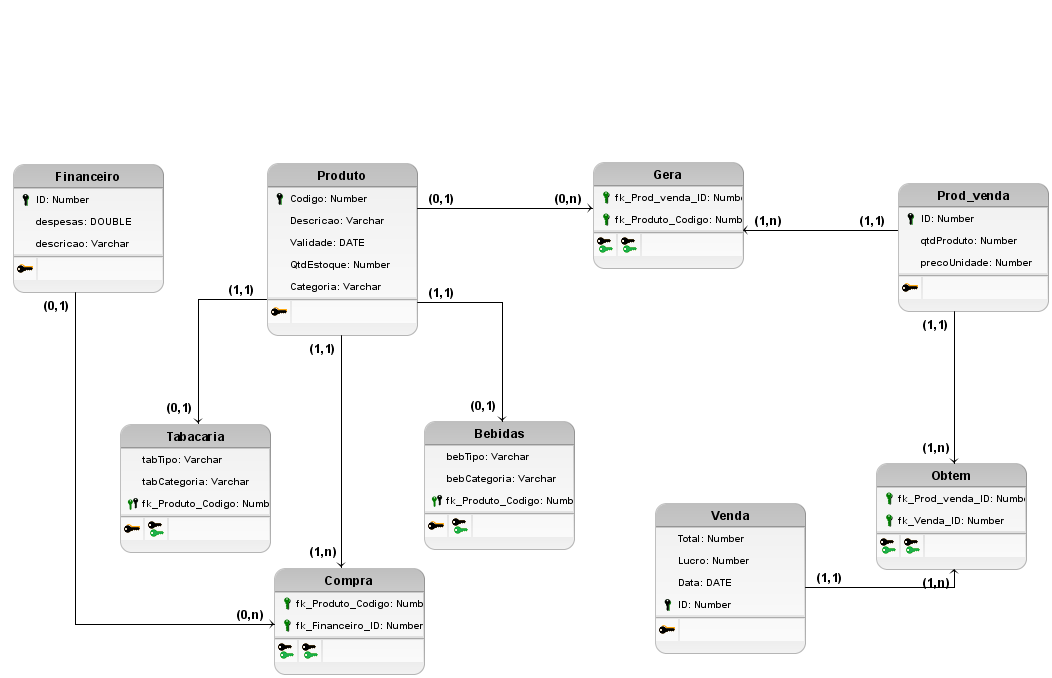 Financeiro
ID: Number
despesas: DOUBLE
descricao: Varchar
(0,1)
Produto
Codigo: Number
Descricao: Varchar
Validade: DATE
QtdEstoque: Number
Categoria: Varchar
(0,1)
(0,n)
(1,1)
(1,1)
(1,1)
Gera
fk_Prod_venda_ID: Numb
fk_Produto_Codigo: Numb
(1,n)
(1,1)
Prod_venda
ID: Number
qtdProduto: Number
precoUnidade: Number
(1,1)
(0,1)
Tabacaria
tabTipo: Varchar
tabCategoria: Varchar
fk_Produto_Codigo: Numb
(0,1)
Bebidas
bebTipo: Varchar
bebCategoria: Varchar
fk_Produto_Codigo: Numb
(1,n)
(0,n)
Compra
fk_Produto_Codigo: Numb
fk_Financeiro_ID: Number
Venda
Total: Number
Lucro: Number
Data: DATE
ID: Number
(1,1)
(1,n)
(1,n)
Obtem
fk_Prod_venda_ID: Numb
fk_Venda_ID: Number